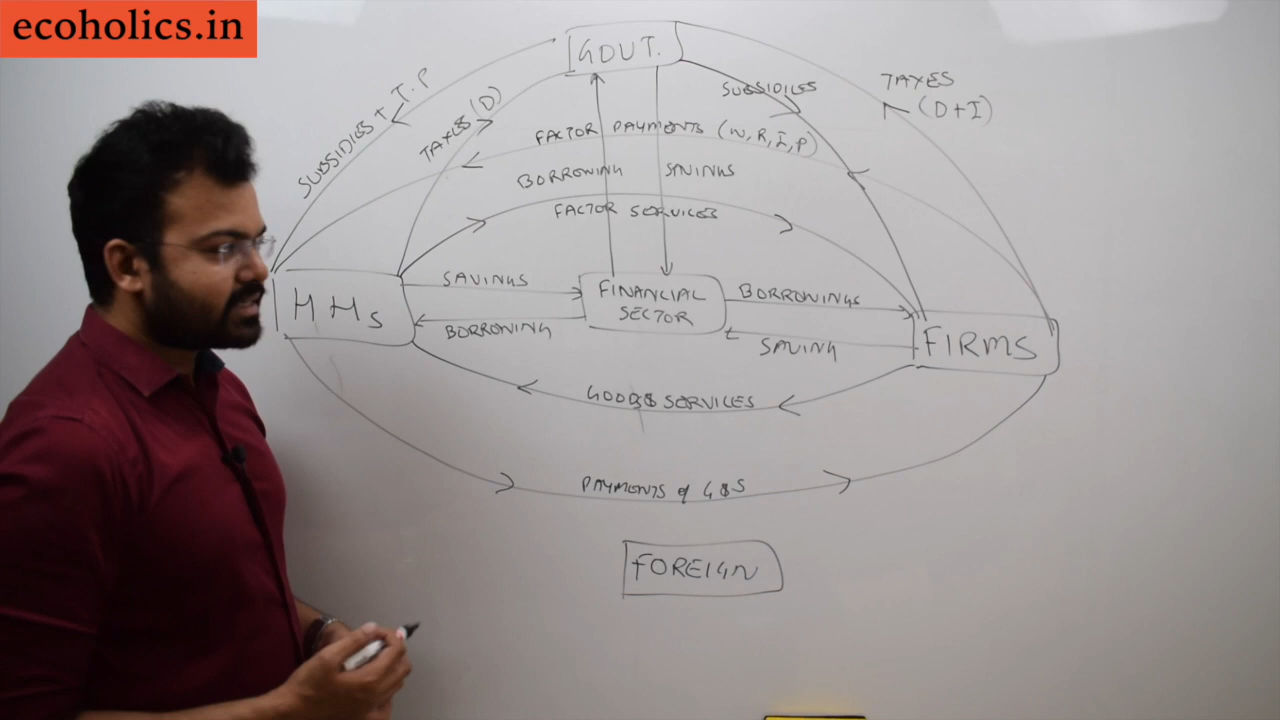 ecoholics.in
GOVT.
SUBSIDIES + T.P
TAXES (D)
SUBSIDIES
TAXES
(D+I)
FACTOR PAYMENTS (W,R,I,P)
BORROWING
SAVINGS
FACTOR SERVICES
HHs
SAVINGS
BORROWING
FINANCIAL
SECTOR
BORROWINGS
SAVING
FIRMS
GOODS SERVICES
PAYMENTS of G&S
FOREIGN